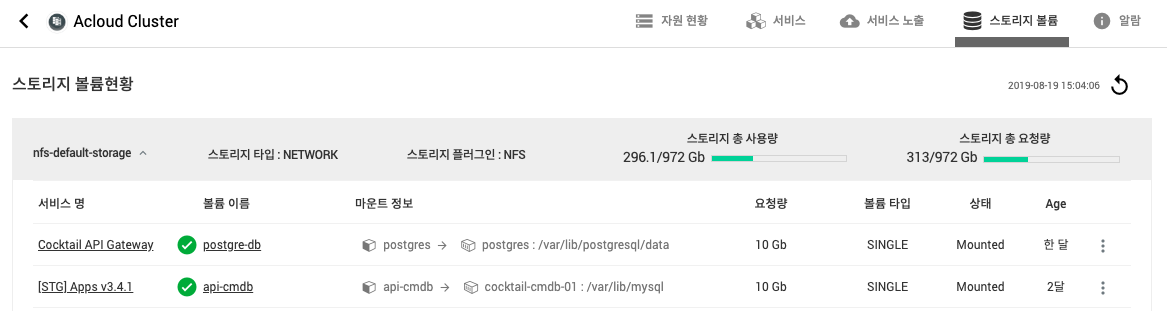 Acloud Cluster
자원 현황 서비스 서비스 노출 스토리지 볼륨 알람
스토리지 볼륨현황
2019-08-19 15:04:06
nfs-default-storage 스토리지 타입 : NETWORK 스토리지 플러그인 : NFS
스토리지 총 사용량
296.1/972 Gb
스토리지 총 요청량
313/972 Gb
서비스 명 볼륨 이름 마운트 정보 요청량 볼륨 타입 상태 Age
Cocktail API Gateway postgre-db postgres → postgres : /var/lib/postgresql/data 10 Gb SINGLE Mounted 한 달
[STG] Apps v3.4.1 api-cmdb api-cmdb → cocktail-cmdb-01 : /var/lib/mysql 10 Gb SINGLE Mounted 2달